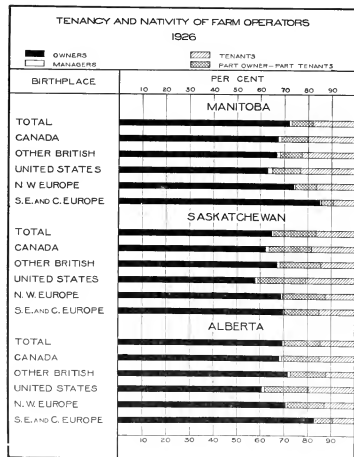 TENANCY AND NATIVITY OF FARM OPERATORS
1926
OWNERS
TENANTS
MANAGERS
PART OWNER-PART TENANTS
BIRTHPLACE
PER CENT
10 20 30 40 50 60 70 80 90
MANITOBA
TOTAL
CANADA
OTHER BRITISH
UNITED STATES
N.W. EUROPE
S.E. AND C. EUROPE
SASKATCHEWAN
TOTAL
CANADA
OTHER BRITISH
UNITED STATES
N.W. EUROPE
S.E. AND C. EUROPE
ALBERTA
TOTAL
CANADA
OTHER BRITISH
UNITED STATES
N.W. EUROPE
S.E. AND C. EUROPE
10 20 30 40 50 60 70 80 90